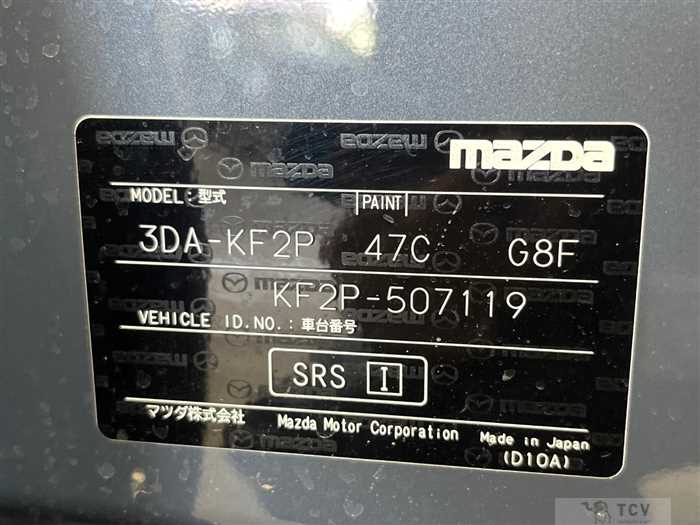 mazda
MODEL:型式 PAINT
3DA-KF2P 47C G8F
KF2P-507119
VEHICLE ID.NO.:車台番号
SRS I
マツダ株式会社 Mazda Motor Corporation Made in Japan
(D10A)
TCV